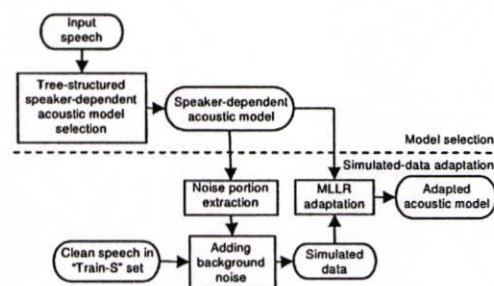 Input
speech
Tree-structured
speaker-dependent
acoustic model
selection
Speaker-dependent
acoustic model
Model selection
Simulated-data adaptation
Noise portion
extraction
MLLR
adaptation
Adapted
acoustic model
Clean speech in
"Train-S" set
Adding
background
noise
Simulated
data